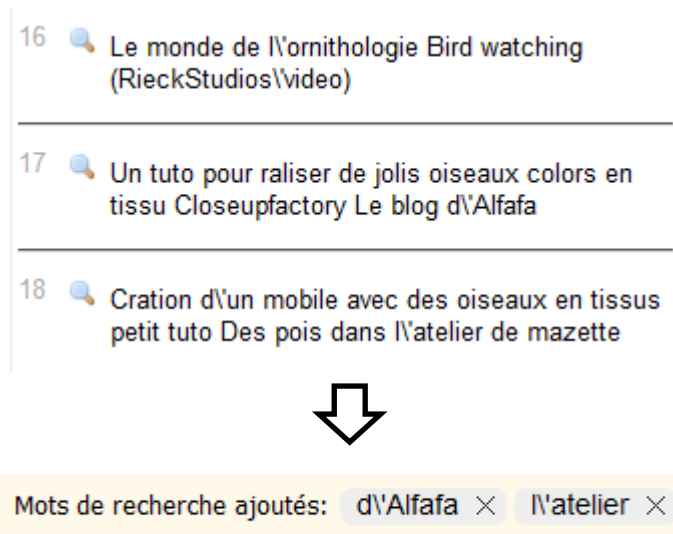 16 Le monde de l\'ornithologie Bird watching
(RieckStudios\'video)
17 Un tuto pour raliser de jolis oiseaux colors en
tissu Closeupfactory Le blog d\'Alfafa
18 Cration d\'un mobile avec des oiseaux en tissus
petit tuto Des pois dans l\'atelier de mazette
Mots de recherche ajoutés: d\'Alfafa × l\'atelier ×